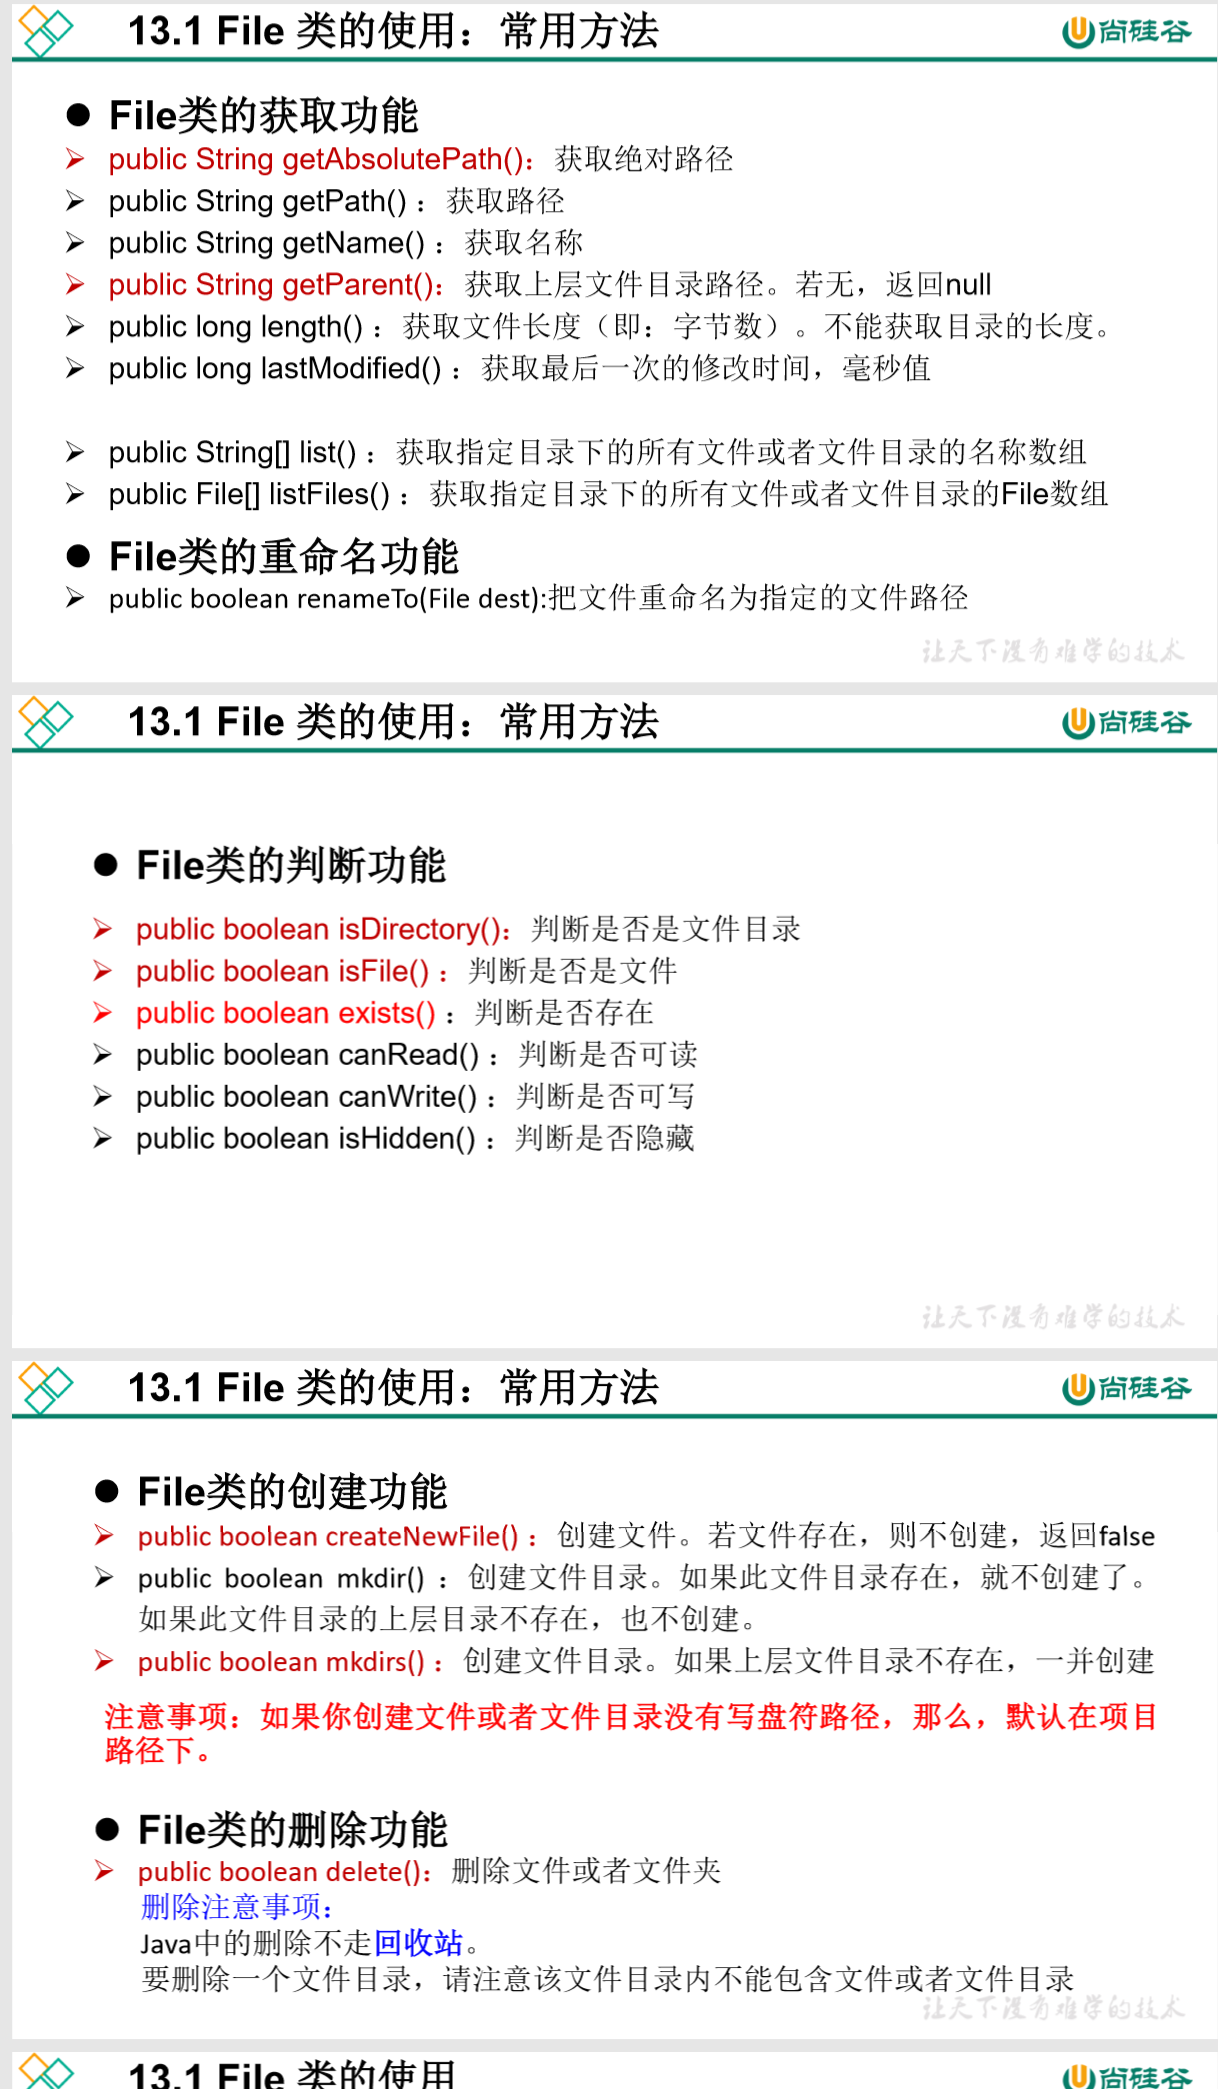 13.1 File 类的使用：常用方法
尚硅谷
File类的获取功能
public String getAbsolutePath()：获取绝对路径
public String getPath() ：获取路径
public String getName() ：获取名称
public String getParent()：获取上层文件目录路径。若无，返回null
public long length() ：获取文件长度（即：字节数）。不能获取目录的长度。
public long lastModified() ：获取最后一次的修改时间，毫秒值
public String[] list() ：获取指定目录下的所有文件或者文件目录的名称数组
public File[] listFiles() ：获取指定目录下的所有文件或者文件目录的File数组
File类的重命名功能
public boolean renameTo(File dest):把文件重命名为指定的文件路径
让天下没有难学的技术
13.1 File 类的使用：常用方法
尚硅谷
File类的判断功能
public boolean isDirectory()：判断是否是文件目录
public boolean isFile() ：判断是否是文件
public boolean exists() ：判断是否存在
public boolean canRead() ：判断是否可读
public boolean canWrite() ：判断是否可写
public boolean isHidden() ：判断是否隐藏
让天下没有难学的技术
13.1 File 类的使用：常用方法
尚硅谷
File类的创建功能
public boolean createNewFile() ：创建文件。若文件存在，则不创建，返回false
public boolean mkdir() ：创建文件目录。如果此文件目录存在，就不创建了。
如果此文件目录的上层目录不存在，也不创建。
public boolean mkdirs() ：创建文件目录。如果上层文件目录不存在，一并创建
注意事项：如果你创建文件或者文件目录没有写盘符路径，那么，默认在项目
路径下。
File类的删除功能
public boolean delete()：删除文件或者文件夹
删除注意事项：
Java中的删除不走回收站。
要删除一个文件目录，请注意该文件目录内不能包含文件或者文件目录
让天下没有难学的技术
13.1 File 类的使用
尚硅谷